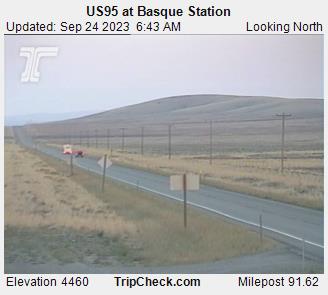 US95 at Basque Station
Updated: Sep 24 2023 6:43 AM Looking North
Elevation 4460 TripCheck.com Milepost 91.62